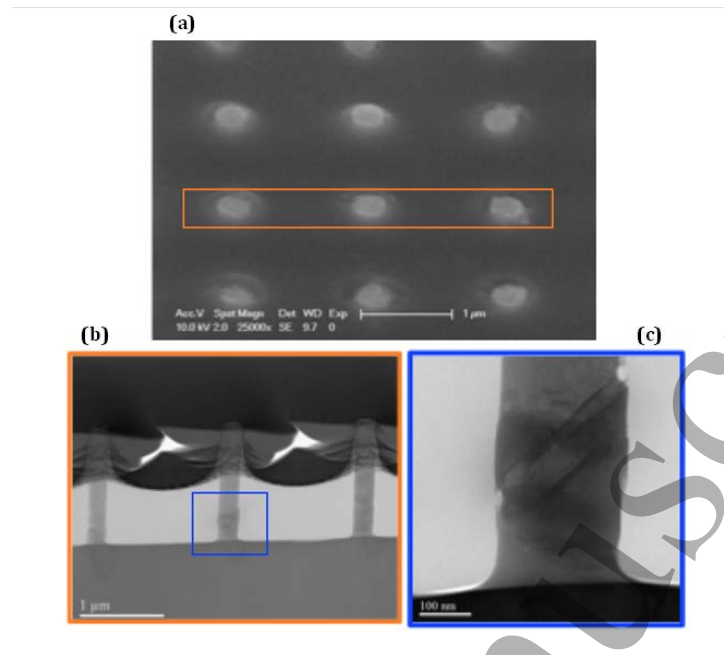 (a)
Acc.V Spot Magn Det WD Exp 1 µm
10.0 kV 2.0 25000x SE 9.7 0
(b) (c)
1 µm
100 nm